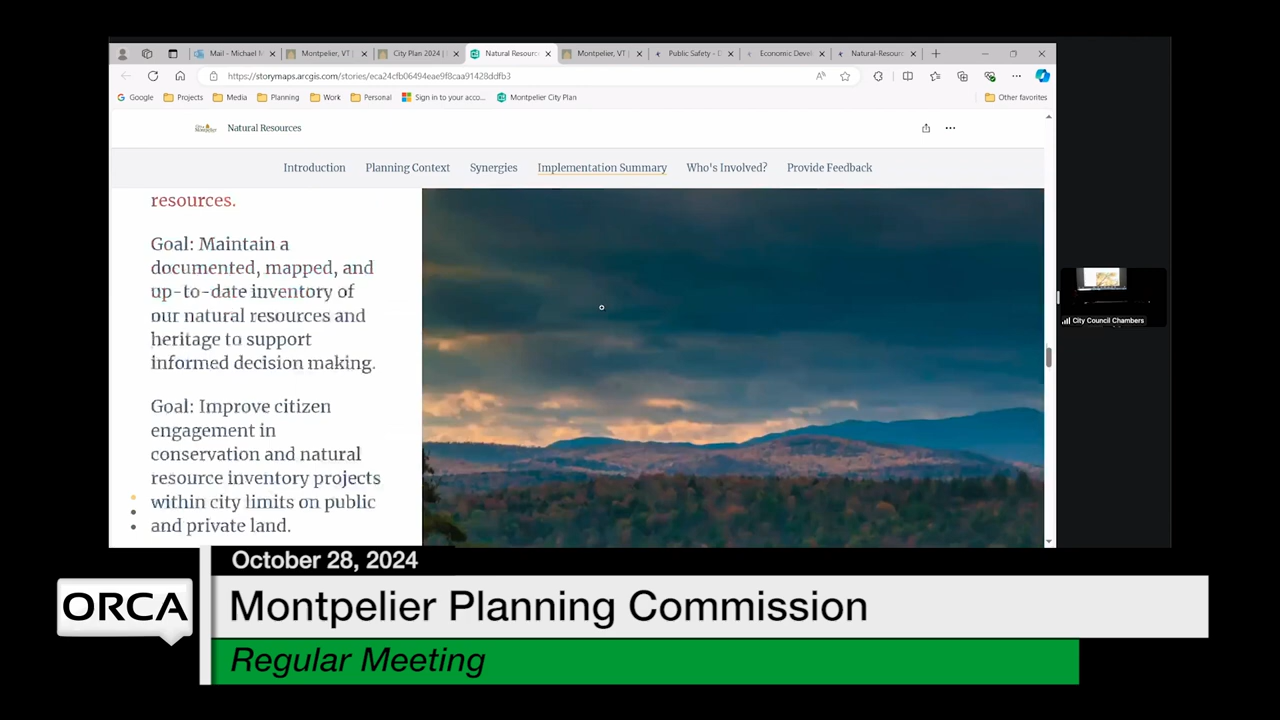 Mail - Michael M
Montpelier, VT |
City Plan 2024 |
Natural Resourc
Montpelier, VT |
Public Safety - D
Economic Devel
Natural-Resourc
https://storymaps.arcgis.com/stories/eca24cfb06494eae9f8caa91428ddfb3
Google
Projects
Media
Planning
Work
Personal
Sign in to your acco...
Montpelier City Plan
Other favorites
Natural Resources
Introduction
Planning Context
Synergies
Implementation Summary
Who's Involved?
Provide Feedback
resources.
Goal: Maintain a
documented, mapped, and
up-to-date inventory of
our natural resources and
heritage to support
informed decision making.
Goal: Improve citizen
engagement in
conservation and natural
resource inventory projects
within city limits on public
and private land.
City Council Chambers
October 28, 2024
ORCA
Montpelier Planning Commission
Regular Meeting